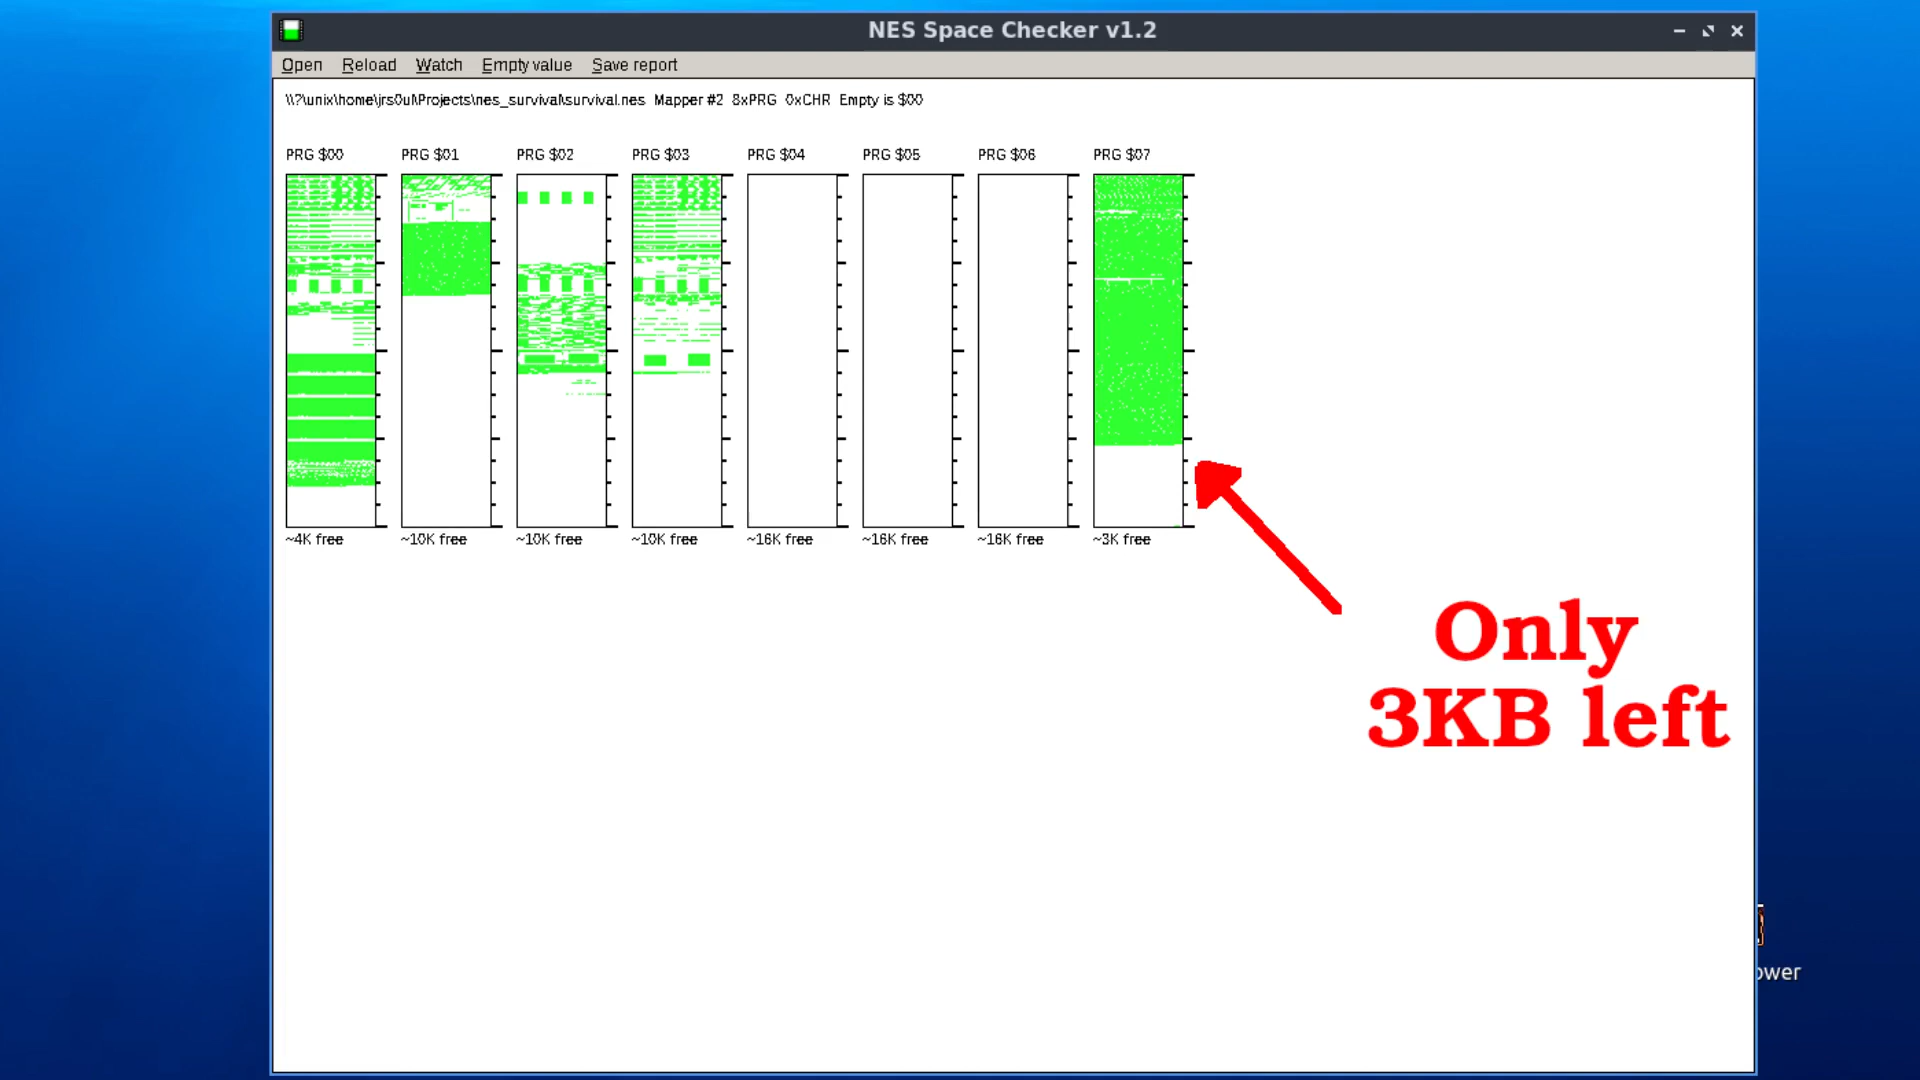 NES Space Checker v1.2
Open Reload Watch Empty value Save report
\\?\unix\home\jrs0ul\Projects\nes_survival\survival.nes Mapper #2 8xPRG 0xCHR Empty is $00
PRG $00 PRG $01 PRG $02 PRG $03 PRG $04 PRG $05 PRG $06 PRG $07
~4K free ~10K free ~10K free ~10K free ~16K free ~16K free ~16K free ~3K free
Only
3KB left